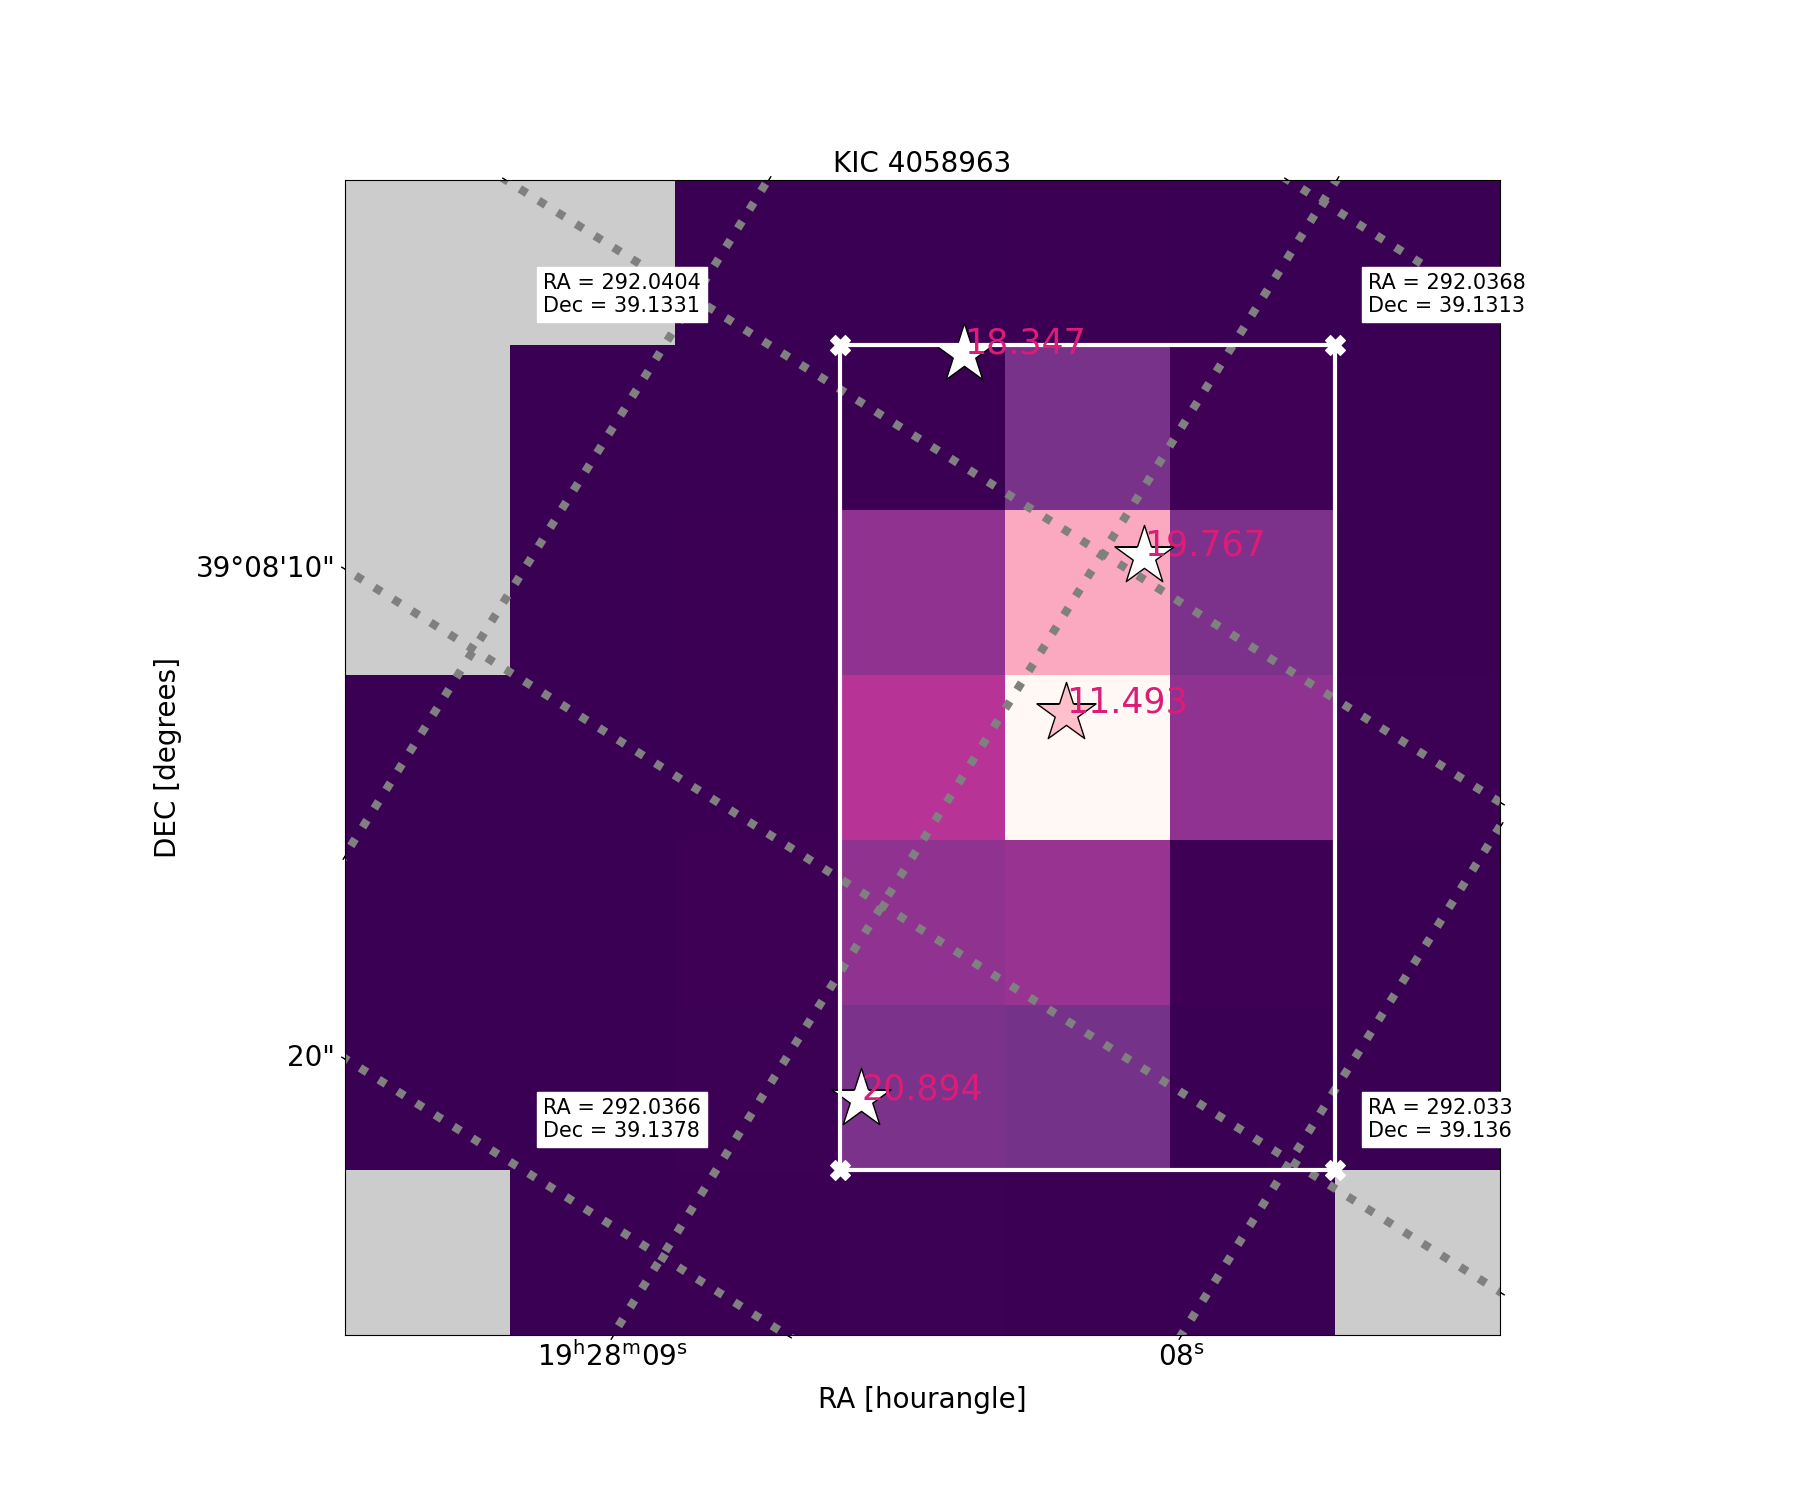 KIC 4058963
RA = 292.0404
Dec = 39.1331
RA = 292.0368
Dec = 39.1313
18.347
19.767
39°08'10"
11.493
DEC [degrees]
20"
20.894
RA = 292.0366
Dec = 39.1378
RA = 292.033
Dec = 39.136
19h28m09s
08s
RA [hourangle]